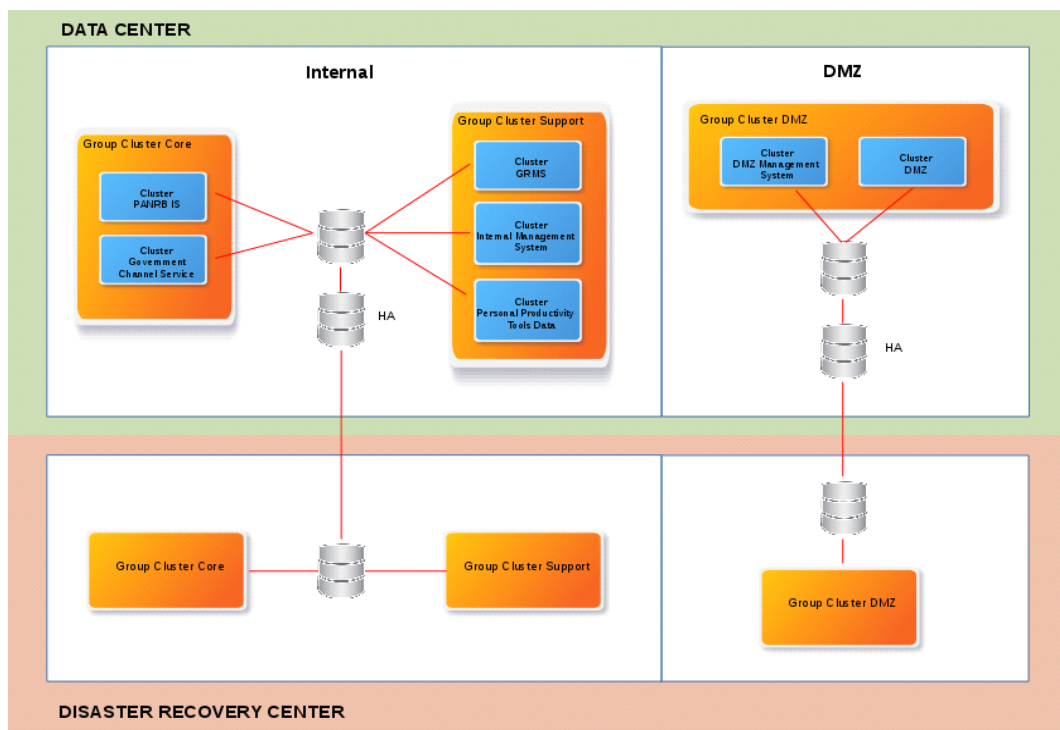 DATA CENTER
Internal
DMZ
Group Cluster Core
Cluster
PANRB IS
Cluster
Government
Channel Service
Group Cluster Support
Cluster
GRMS
Cluster
Internal Management
System
Cluster
Personal Productivity
Tools Data
HA
Group Cluster DMZ
Cluster
DMZ Management
System
Cluster
DMZ
HA
Group Cluster Core
Group Cluster Support
Group Cluster DMZ
DISASTER RECOVERY CENTER